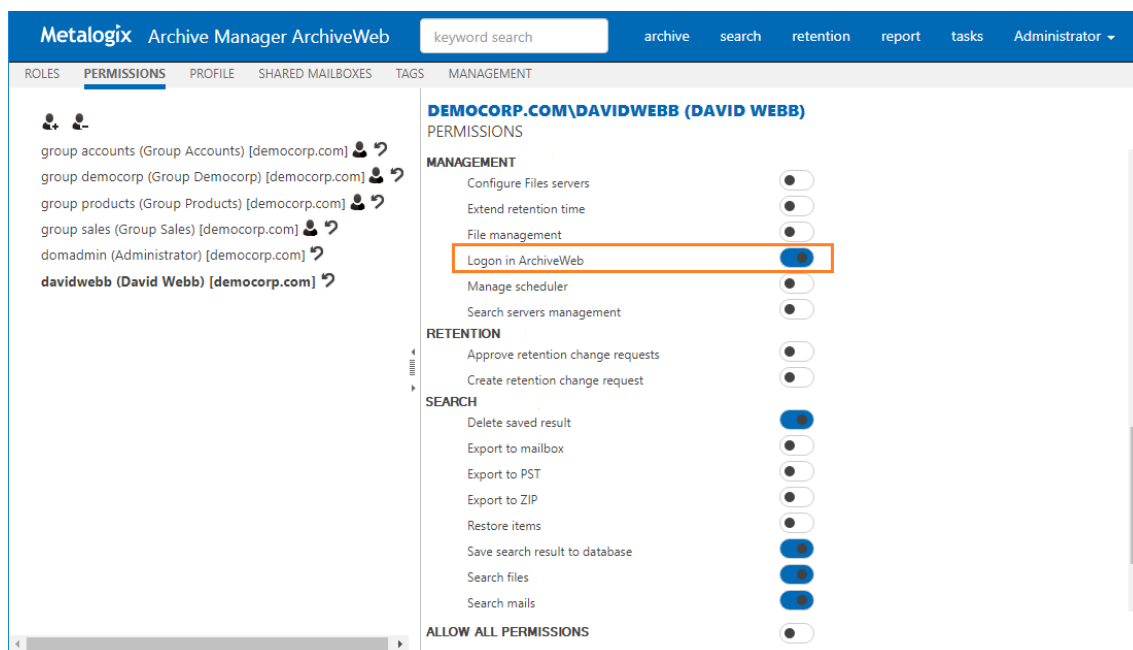 Metalogix Archive Manager ArchiveWeb keyword search archive search retention report tasks Administrator
ROLES PERMISSIONS PROFILE SHARED MAILBOXES TAGS MANAGEMENT
group accounts (Group Accounts) [democorp.com]
group democorp (Group Democorp) [democorp.com]
group products (Group Products) [democorp.com]
group sales (Group Sales) [democorp.com]
domadmin (Administrator) [democorp.com]
davidwebb (David Webb) [democorp.com]
DEMOCORP.COM\DAVIDWEBB (DAVID WEBB)
PERMISSIONS
MANAGEMENT
Configure Files servers
Extend retention time
File management
Logon in ArchiveWeb
Manage scheduler
Search servers management
RETENTION
Approve retention change requests
Create retention change request
SEARCH
Delete saved result
Export to mailbox
Export to PST
Export to ZIP
Restore items
Save search result to database
Search files
Search mails
ALLOW ALL PERMISSIONS